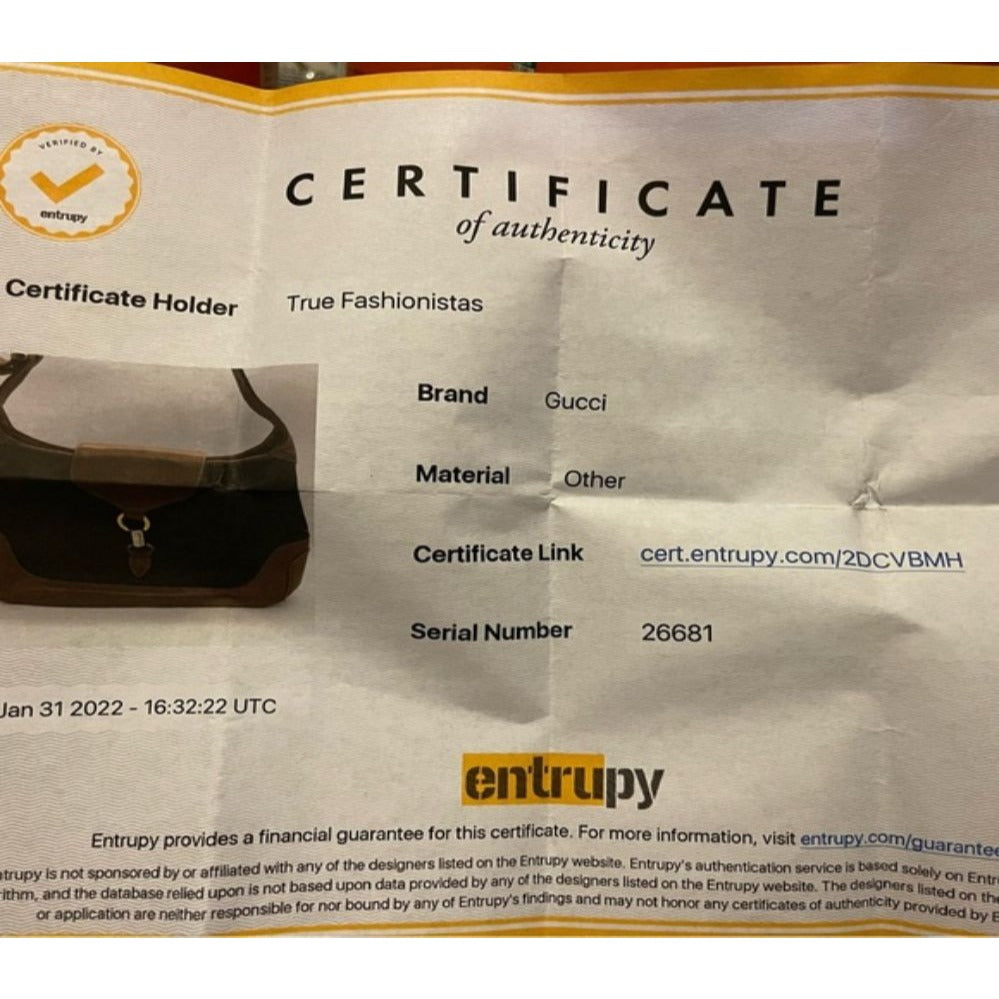 VERIFIED BY
entrupy
CERTIFICATE
of authenticity
Certificate Holder True Fashionistas
Brand Gucci
Material Other
Certificate Link cert.entrupy.com/2DCVBMH
Serial Number 26681
Jan 31 2022 - 16:32:22 UTC
entrupy
Entrupy provides a financial guarantee for this certificate. For more information, visit entrupy.com/guarantee
ntrupy is not sponsored by or affiliated with any of the designers listed on the Entrupy website. Entrupy's authentication service is based solely on Entr
rithm, and the database relied upon is not based upon data provided by any of the designers listed on the Entrupy website. The designers listed on the
or application are neither responsible for nor bound by any of Entrupy's findings and may not honor any certificates of authenticity provided by E